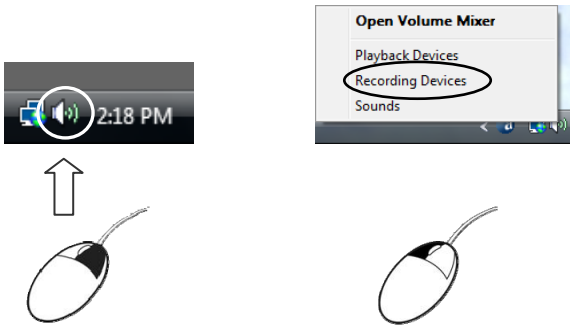 2:18 PM
Open Volume Mixer
Playback Devices
Recording Devices
Sounds